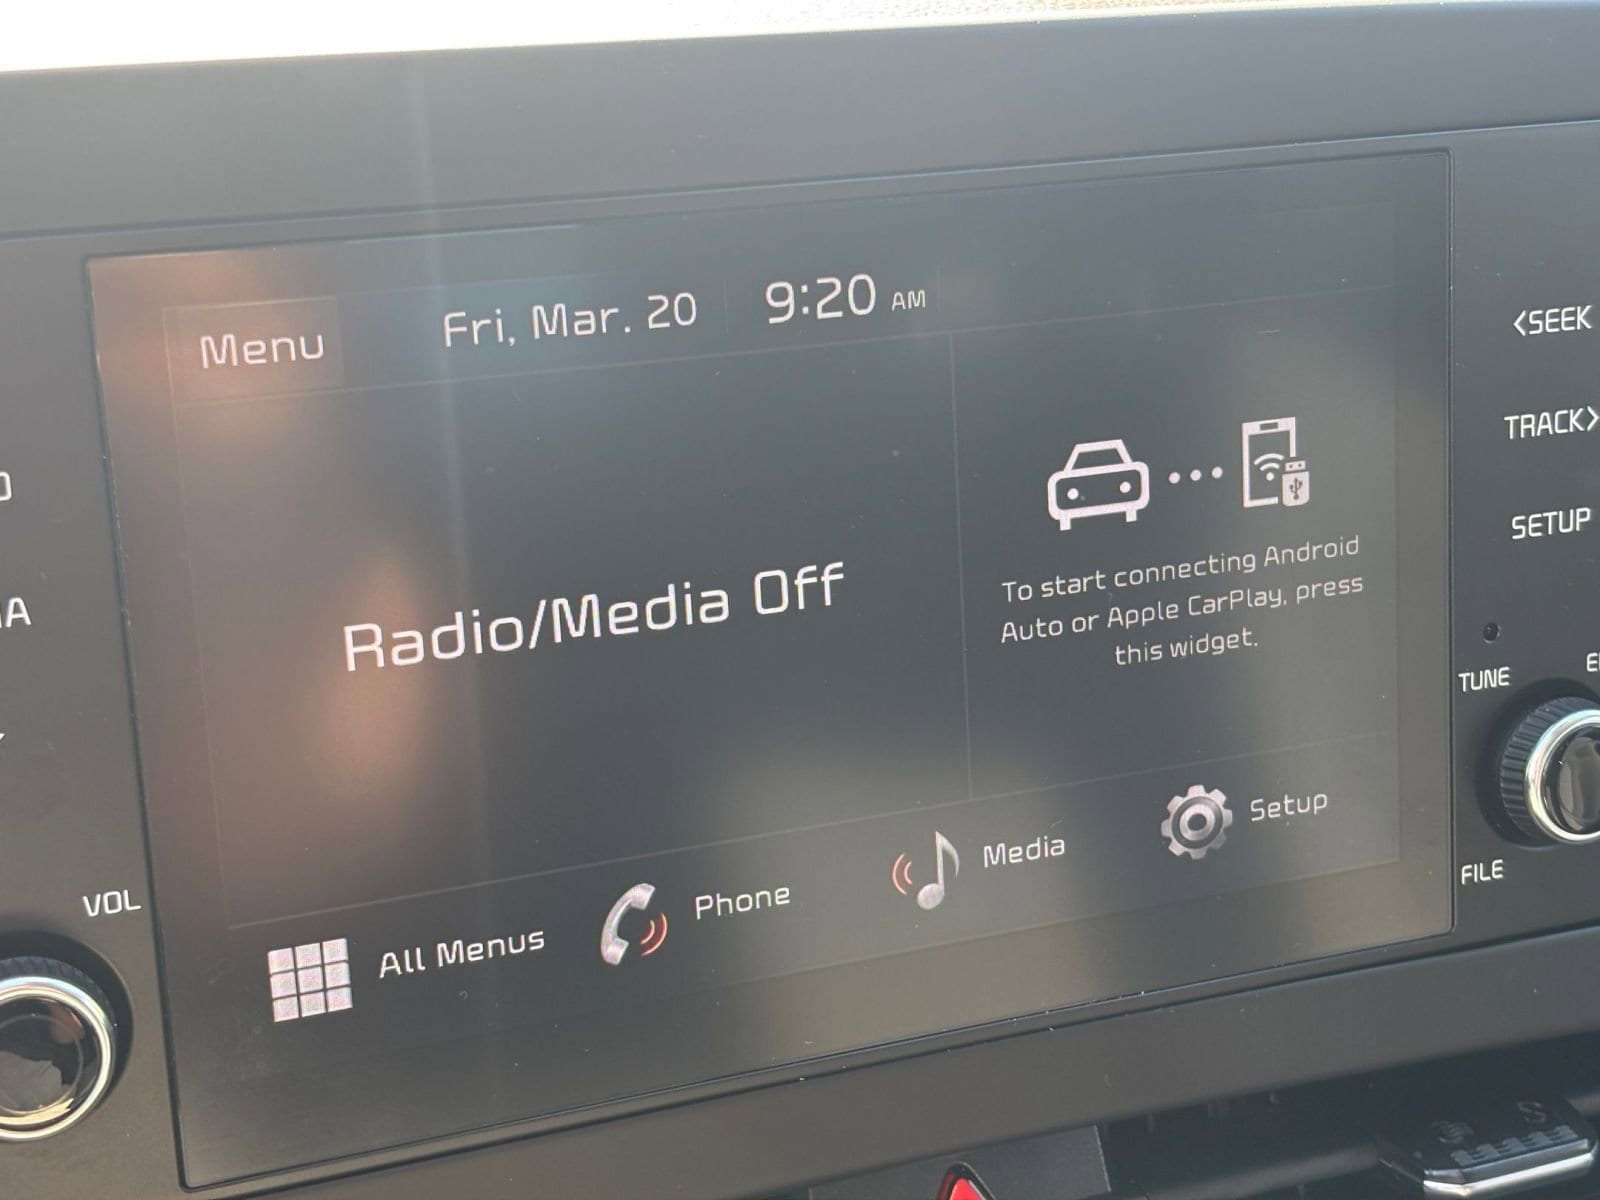 Menu
Fri, Mar. 20
9:20 AM
Radio/Media Off
To start connecting Android
Auto or Apple CarPlay, press
this widget.
All Menus
Phone
Media
Setup
VOL
<SEEK
TRACK>
SETUP
TUNE
FILE